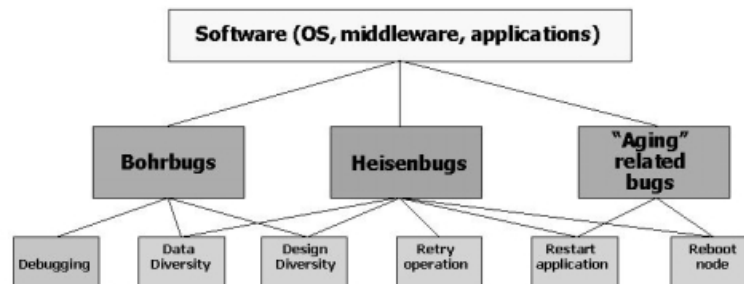 Software (OS, middleware, applications)
Bohrbugs
Heisenbugs
"Aging"
related
bugs
Debugging
Data
Diversity
Design
Diversity
Retry
operation
Restart
application
Reboot
node